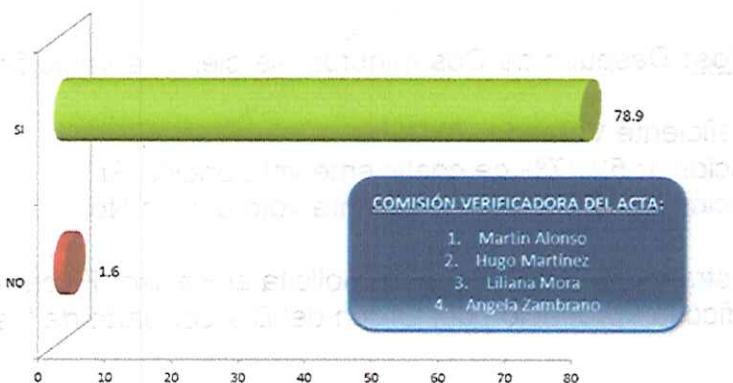 SI
78.9
COMISIÓN VERIFICADORA DEL ACTA:
1. Martin Alonso
2. Hugo Martínez
3. Liliana Mora
4. Angela Zambrano
NO
1.6
0 10 20 30 40 50 60 70 80